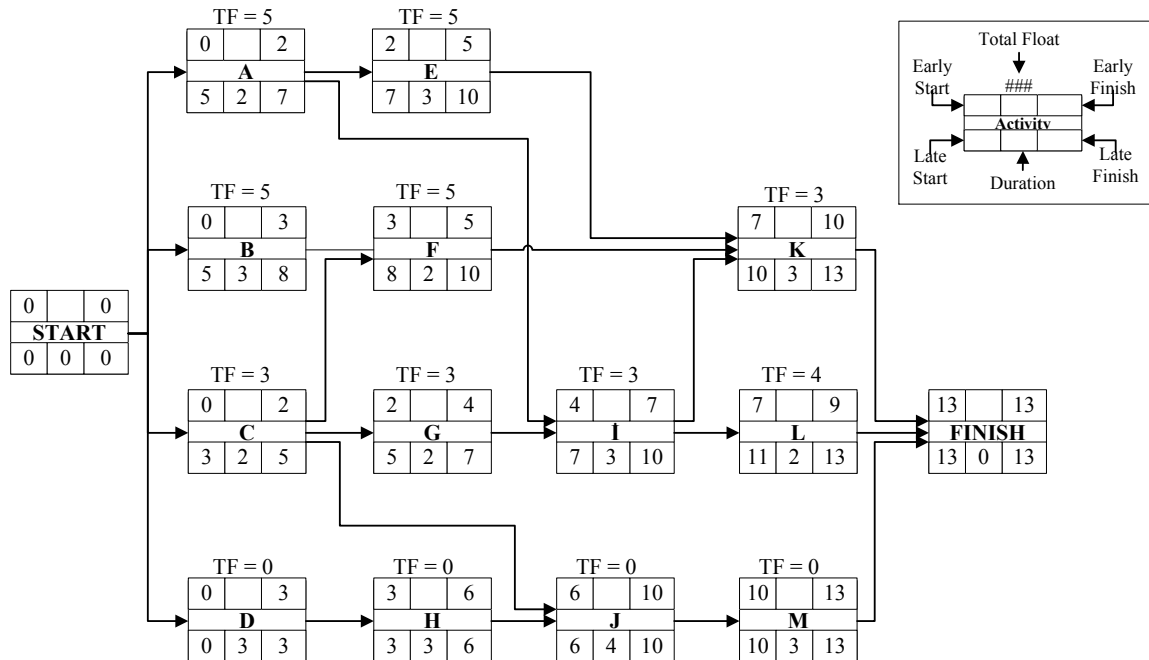 TF = 5 TF = 5
0 2 2 5
A E
5 2 7 7 3 10
Total Float
Early Start ### Early Finish
Activity
Late Start Duration Late Finish
TF = 5 TF = 5 TF = 3
0 3 3 5 7 10
B F K
5 3 8 8 2 10 10 3 13
0 0
START
0 0 0
TF = 3 TF = 3 TF = 3 TF = 4
0 2 2 4 4 7 7 9 13 13
C G İ L FINISH
3 2 5 5 2 7 7 3 10 11 2 13 13 0 13
TF = 0 TF = 0 TF = 0 TF = 0
0 3 3 6 6 10 10 13
D H J M
0 3 3 3 3 6 6 4 10 10 3 13